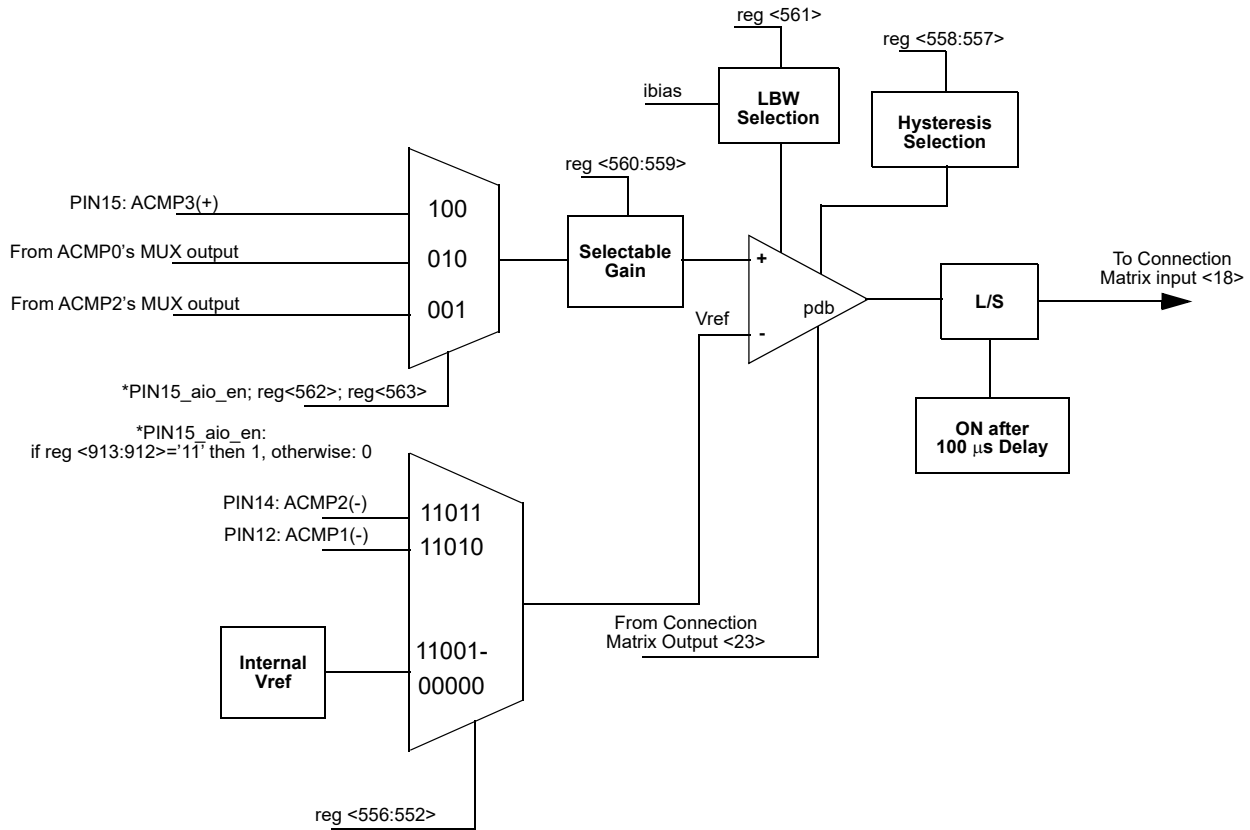 reg <561>
reg <558:557>
ibias
LBW
Selection
Hysteresis
Selection
reg <560:559>
PIN15: ACMP3(+)
100
From ACMP0's MUX output
010
From ACMP2's MUX output
001
Selectable
Gain
+
-
pdb
Vref
L/S
To Connection
Matrix input <18>
*PIN15_aio_en; reg<562>; reg<563>
*PIN15_aio_en:
if reg <913:912>='11' then 1, otherwise: 0
ON after
100 μs Delay
PIN14: ACMP2(-)
11011
PIN12: ACMP1(-)
11010
Internal
Vref
11001-
00000
From Connection
Matrix Output <23>
reg <556:552>